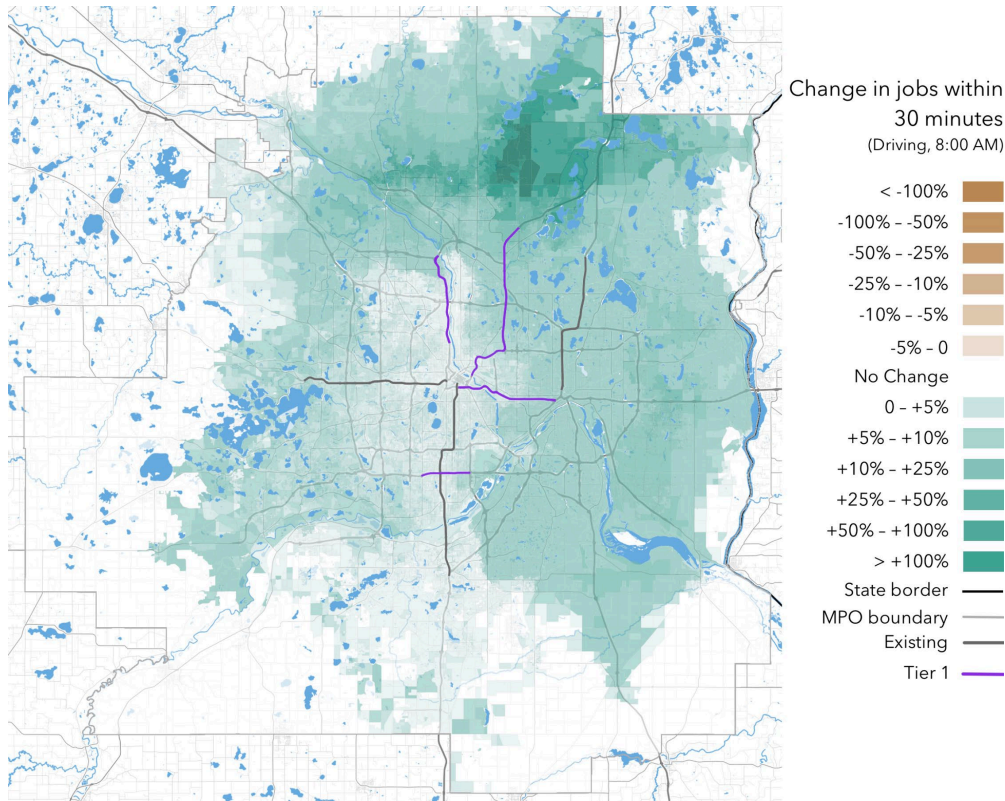 Change in jobs within
30 minutes
(Driving, 8:00 AM)
< -100%
-100% – -50%
-50% – -25%
-25% – -10%
-10% – -5%
-5% – 0
No Change
0 – +5%
+5% – +10%
+10% – +25%
+25% – +50%
+50% – +100%
> +100%
State border
MPO boundary
Existing
Tier 1